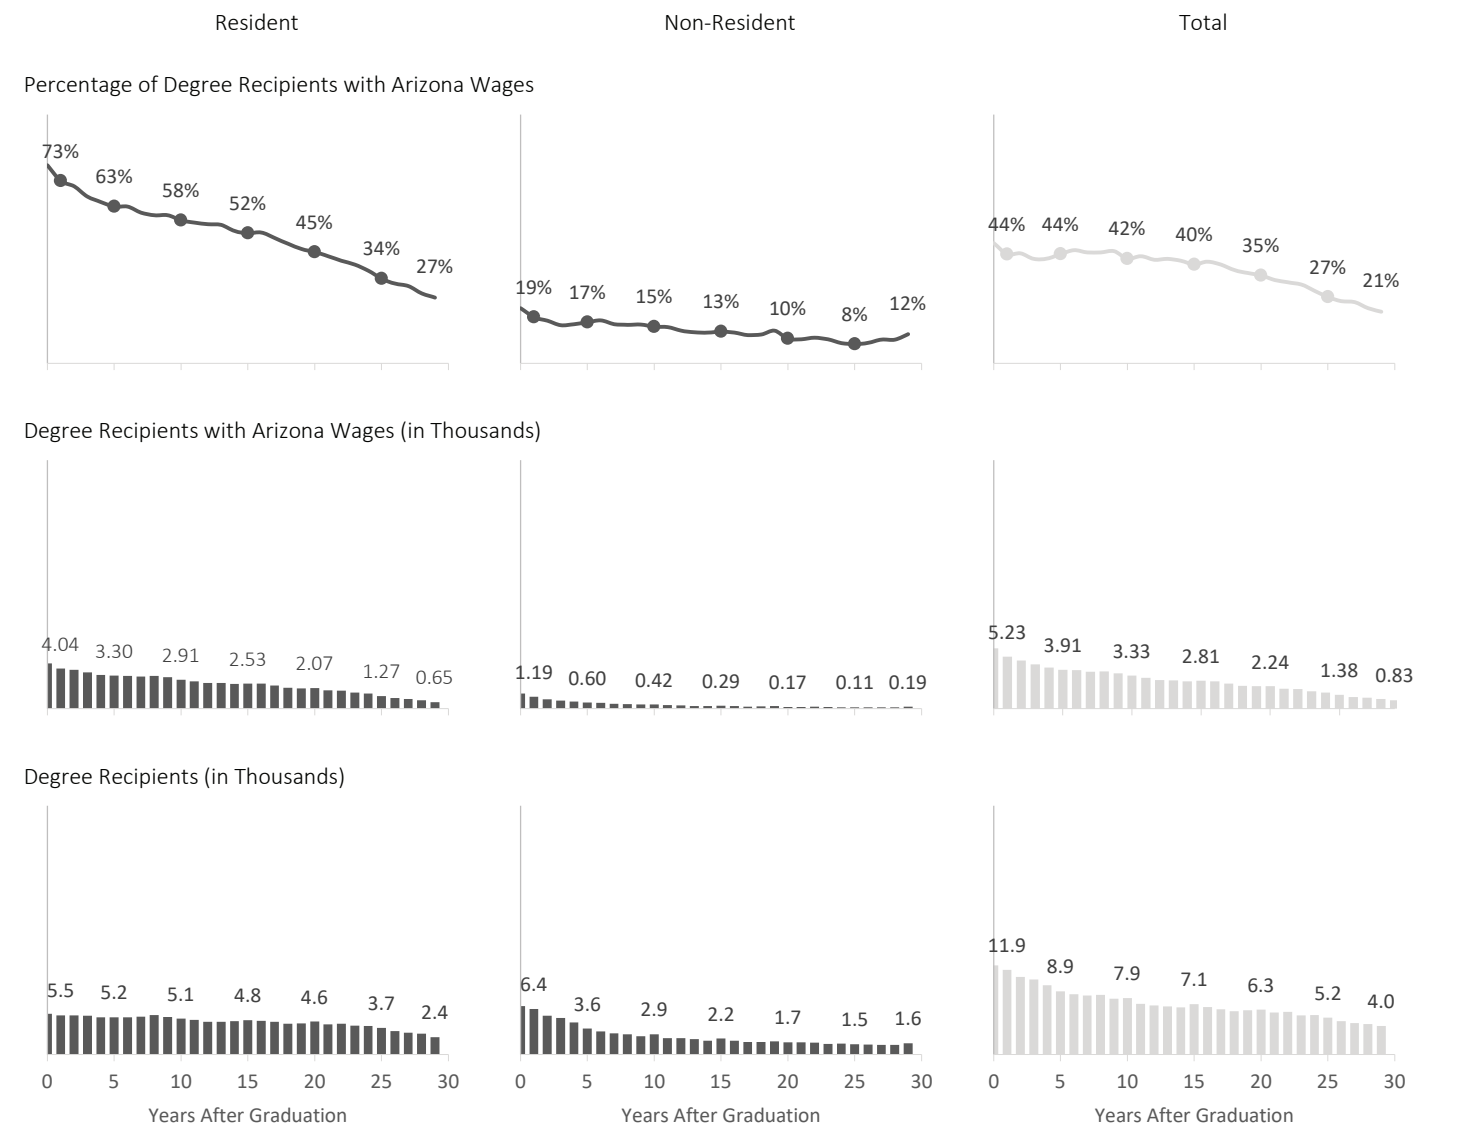 Resident Non-Resident Total
Percentage of Degree Recipients with Arizona Wages
73% 63% 58% 52% 45% 34% 27%
19% 17% 15% 13% 10% 8% 12%
44% 44% 42% 40% 35% 27% 21%
Degree Recipients with Arizona Wages (in Thousands)
4.04 3.30 2.91 2.53 2.07 1.27 0.65
1.19 0.60 0.42 0.29 0.17 0.11 0.19
5.23 3.91 3.33 2.81 2.24 1.38 0.83
Degree Recipients (in Thousands)
5.5 5.2 5.1 4.8 4.6 3.7 2.4
6.4 3.6 2.9 2.2 1.7 1.5 1.6
11.9 8.9 7.9 7.1 6.3 5.2 4.0
0 5 10 15 20 25 30
0 5 10 15 20 25 30
0 5 10 15 20 25 30
Years After Graduation
Years After Graduation
Years After Graduation